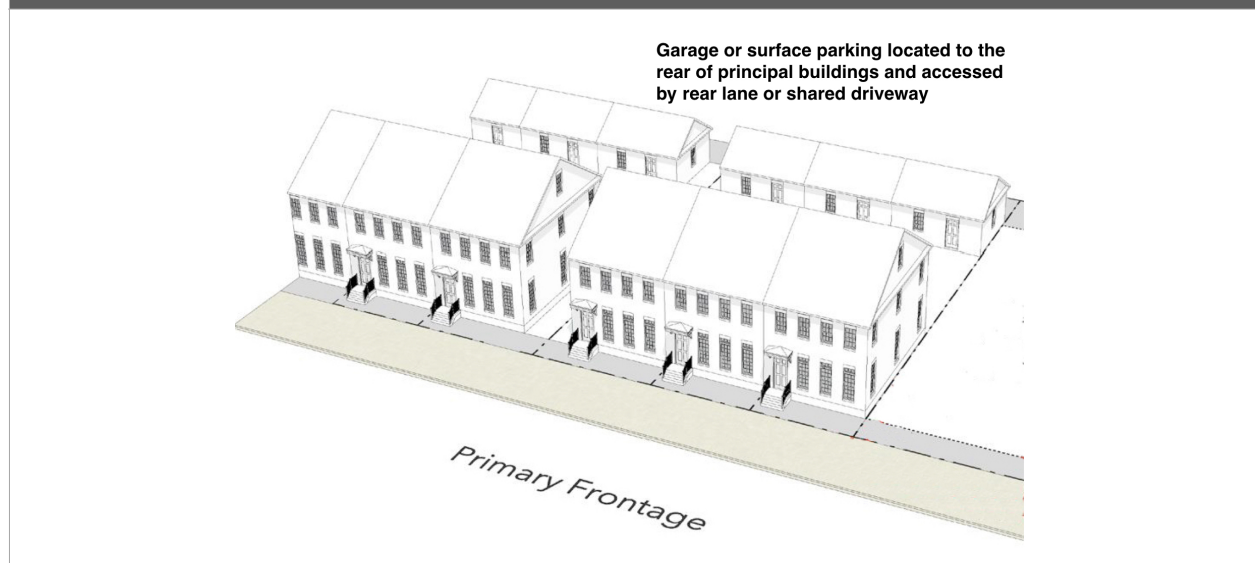 Garage or surface parking located to the
rear of principal buildings and accessed
by rear lane or shared driveway
Primary Frontage